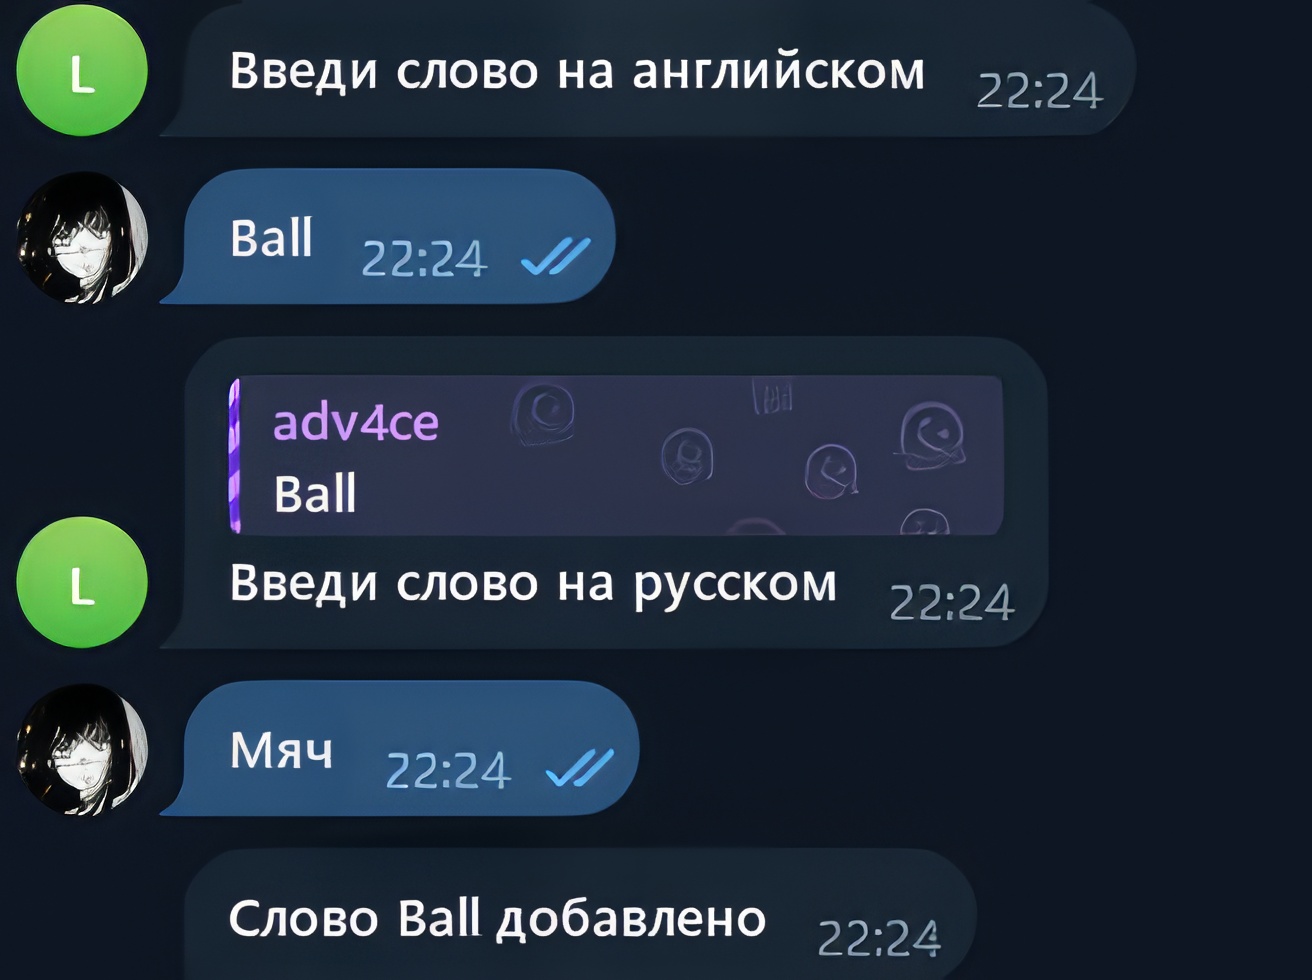 L
Введи слово на английском 22:24
Ball 22:24
adv4ce
Ball
L
Введи слово на русском 22:24
Мяч 22:24
Слово Ball добавлено 22:24